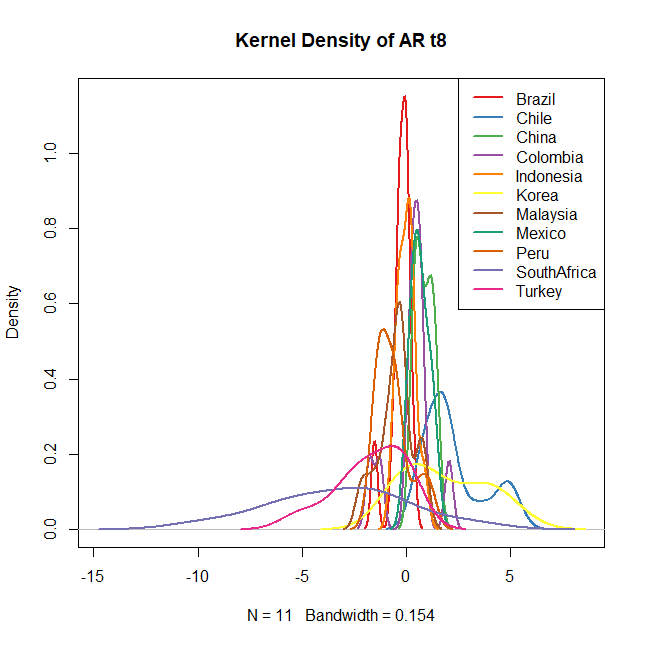 Kernel Density of AR t8
Brazil
Chile
China
Colombia
Indonesia
Korea
Malaysia
Mexico
Peru
SouthAfrica
Turkey
Density
1.0
0.8
0.6
0.4
0.2
0.0
-15 -10 -5 0 5
N = 11 Bandwidth = 0.154